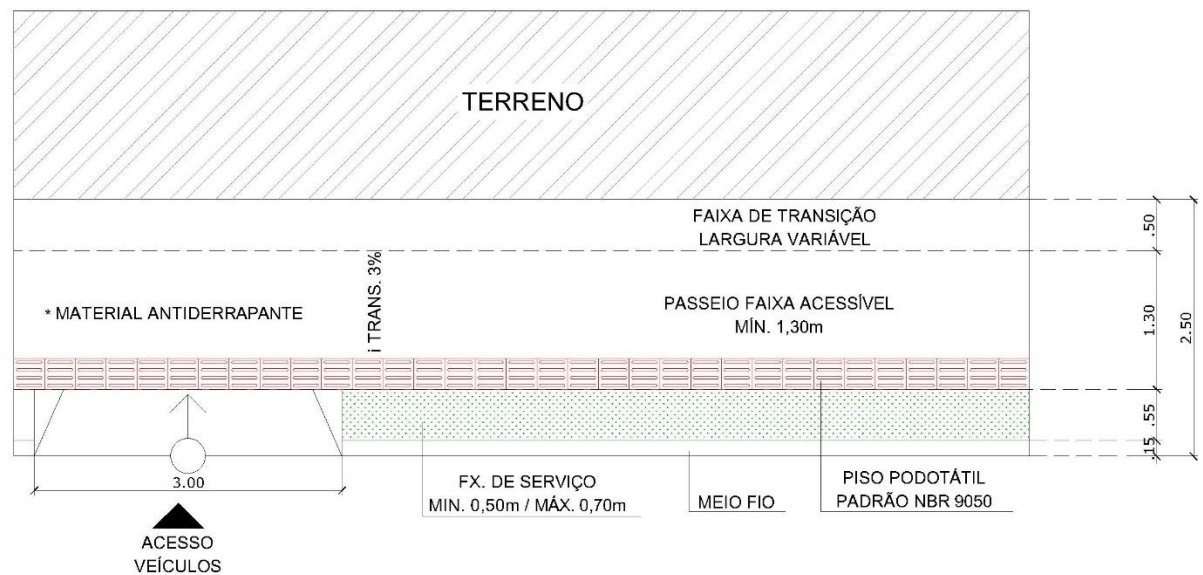 TERRENO
FAIXA DE TRANSIÇÃO
LARGURA VARIÁVEL
.50
i TRANS. 3%
* MATERIAL ANTIDERRAPANTE
PASSEIO FAIXA ACESSÍVEL
MÍN. 1,30m
1.30
2.50
.55
.15
3.00
FX. DE SERVIÇO
MIN. 0,50m / MÁX. 0,70m
MEIO FIO
PISO PODOTÁTIL
PADRÃO NBR 9050
ACESSO
VEÍCULOS